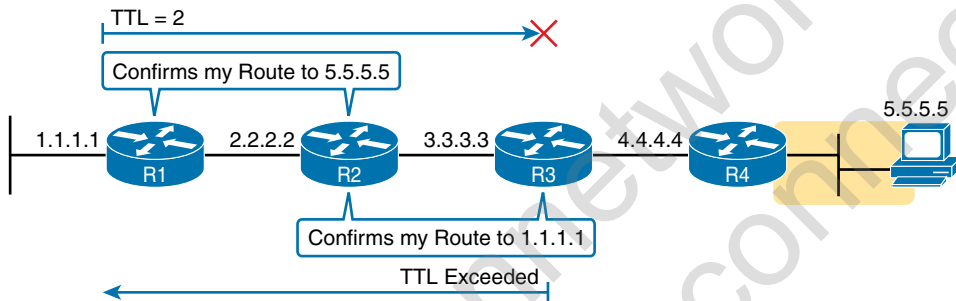 TTL = 2
Confirms my Route to 5.5.5.5
5.5.5.5
1.1.1.1
2.2.2.2
3.3.3.3
4.4.4.4
R1
R2
R3
R4
Confirms my Route to 1.1.1.1
TTL Exceeded